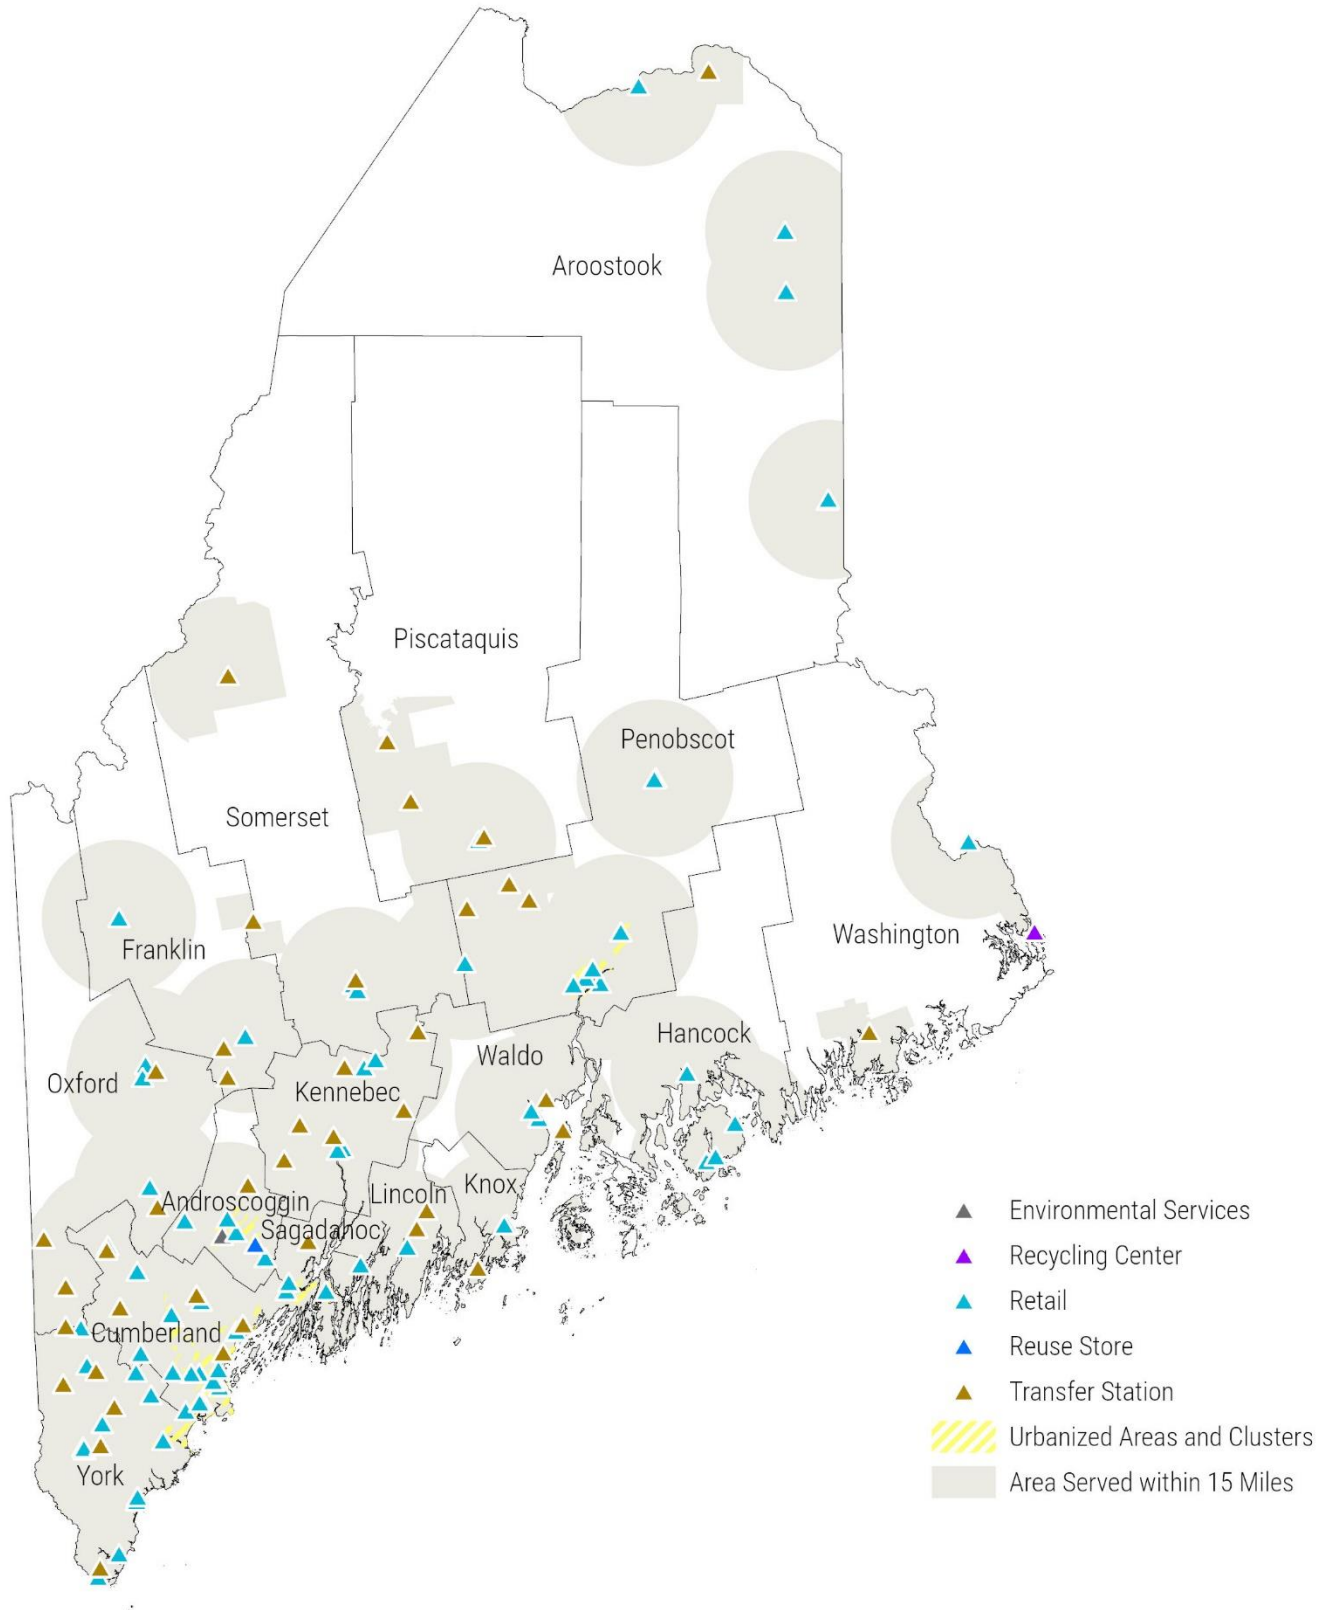 Aroostook
Piscataquis
Penobscot
Somerset
Franklin
Washington
Hancock
Waldo
Oxford
Kennebec
Knox
Lincoln
Androscoggin
Sagadahoc
Cumberland
York
Environmental Services
Recycling Center
Retail
Reuse Store
Transfer Station
Urbanized Areas and Clusters
Area Served within 15 Miles